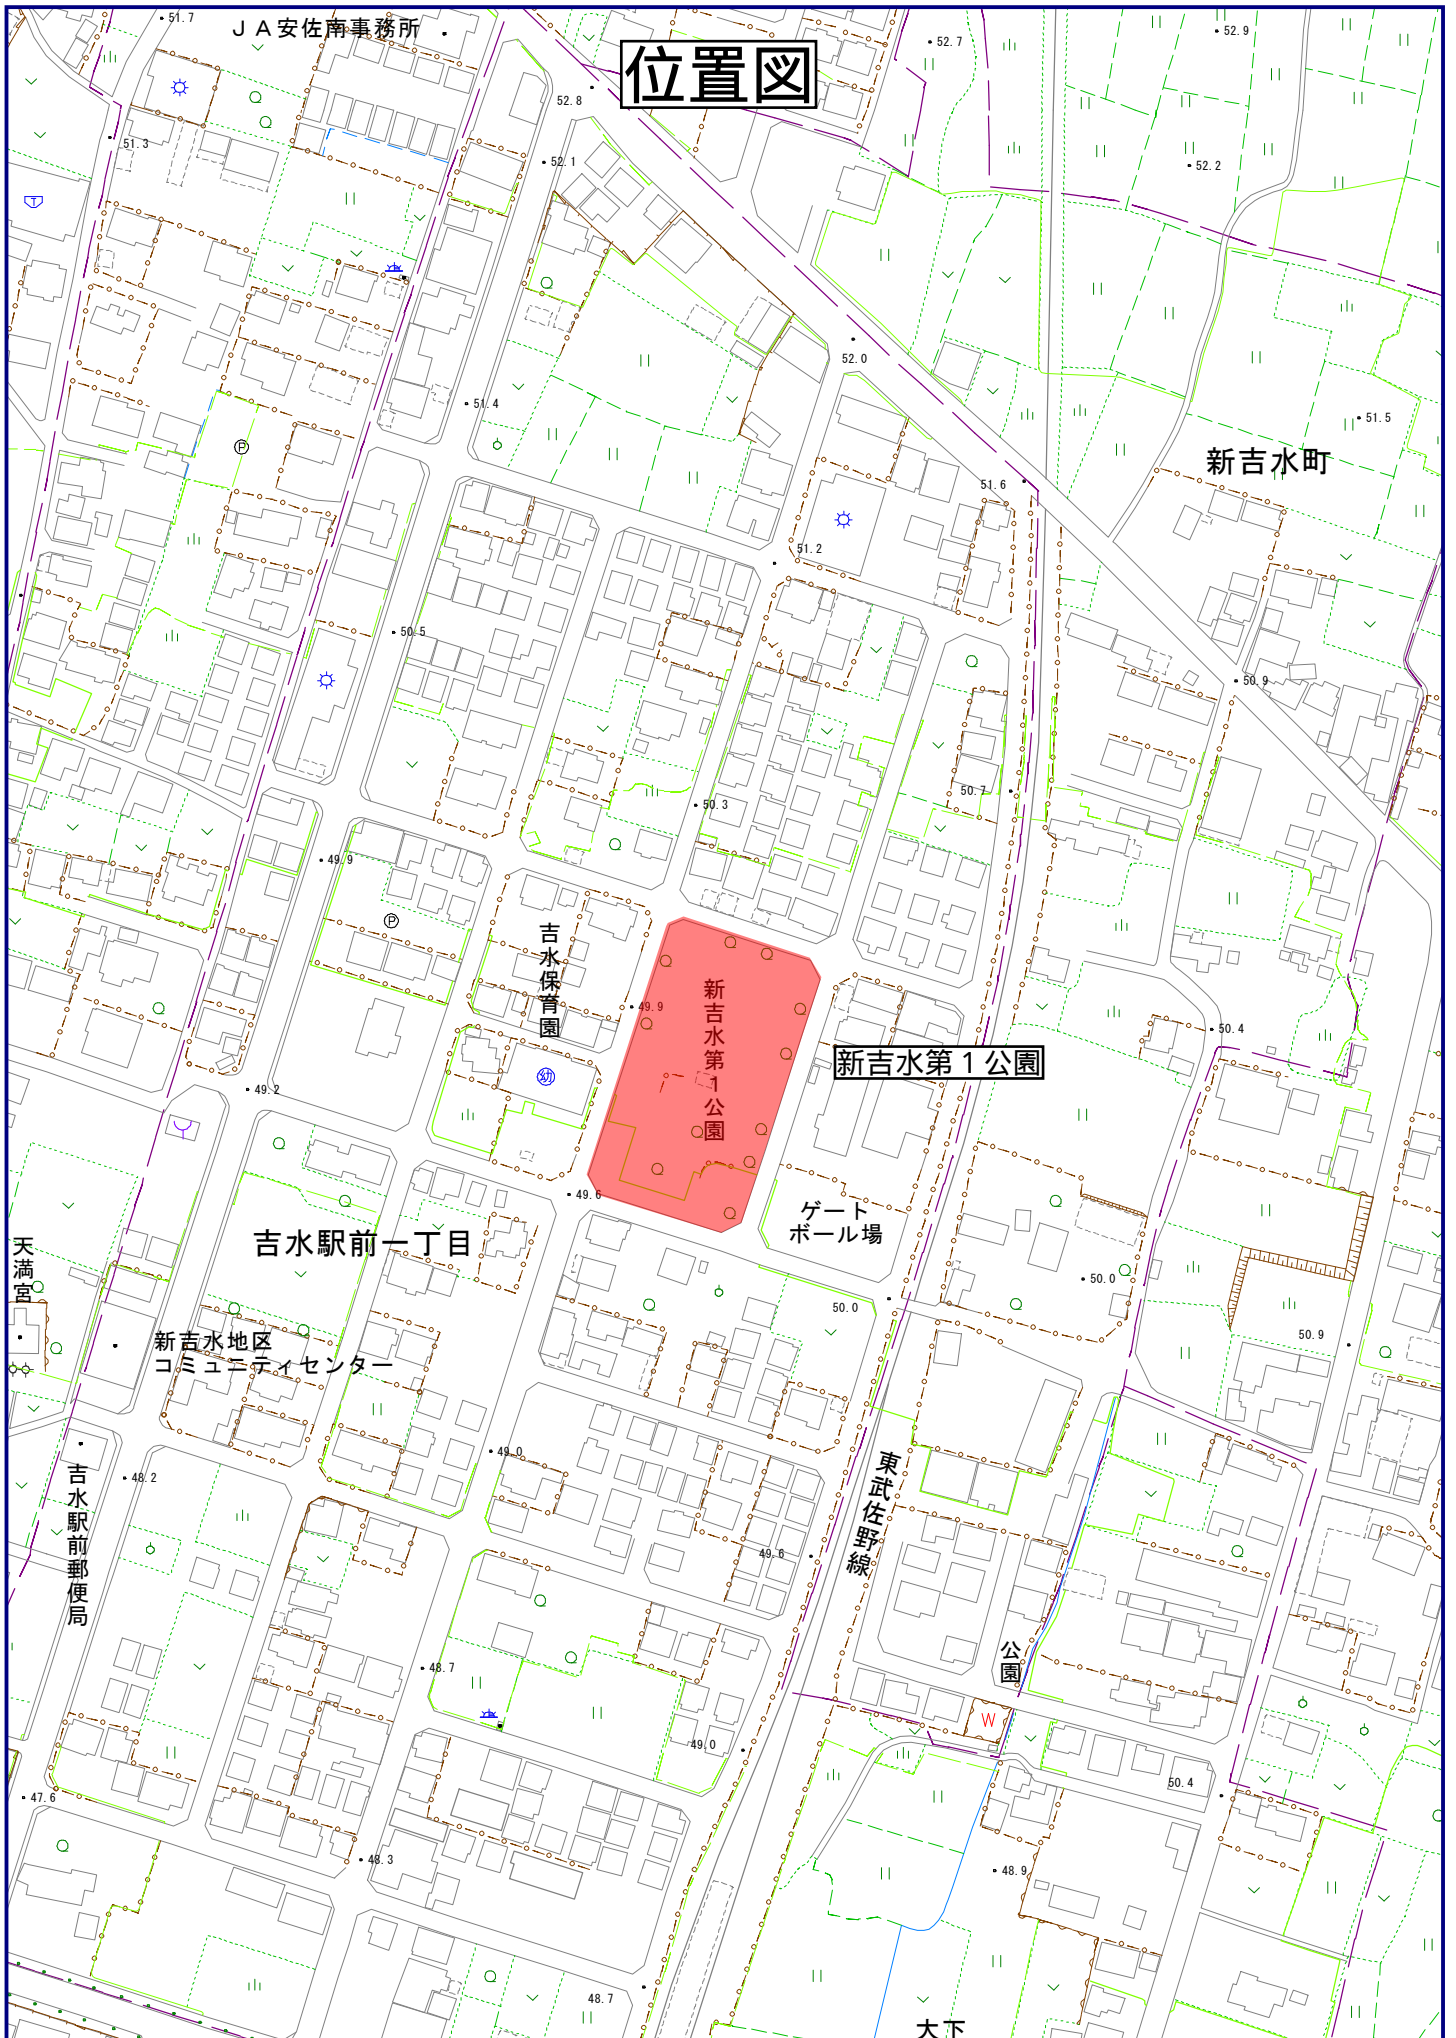 51.7
ＪＡ安佐南事務所
位置図
52.7
52.9
52.8
51.3
52.1
52.2
52.0
51.4
51.5
新吉水町
51.6
51.2
50.5
50.9
50.3
50.7
49.9
吉水保育園
新吉水第1公園
49.9
50.4
新吉水第１公園
幼
49.2
49.6
ゲート
ボール場
吉水駅前一丁目
天満宮
50.0
50.0
新吉水地区
コミュニティセンター
50.9
49.0
東武佐野線
48.2
吉水駅前郵便局
49.6
公園
48.7
W
49.0
50.4
47.6
48.3
48.9
48.7
大下